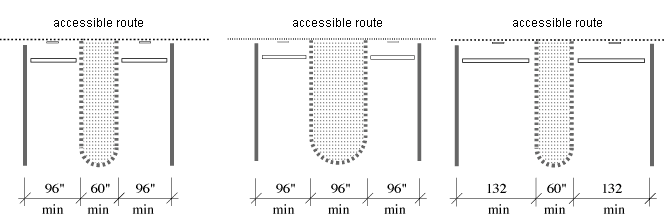 accessible route accessible route accessible route
96" 60" 96" 96" 96" 96" 132 60" 132
min min min min min min min min min